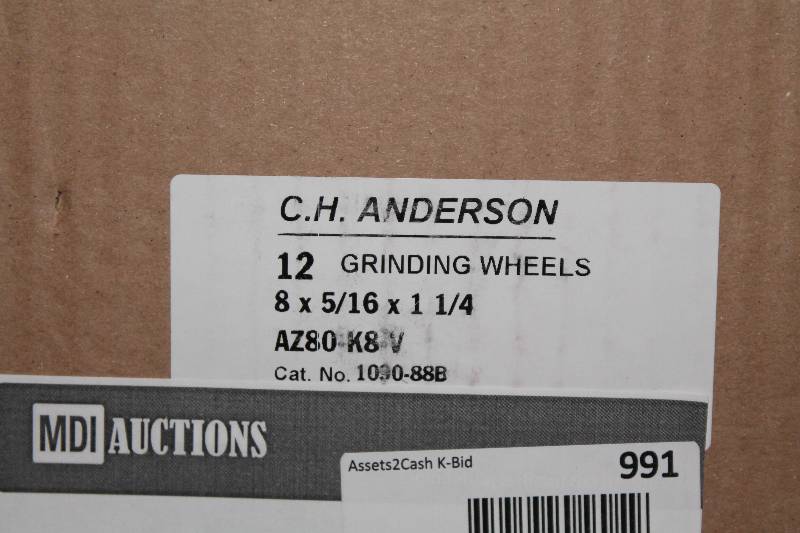 C.H. ANDERSON
12 GRINDING WHEELS
8 x 5/16 x 1 1/4
AZ80-K8-V
Cat. No. 1090-88B
MDI AUCTIONS
Assets2Cash K-Bid 991